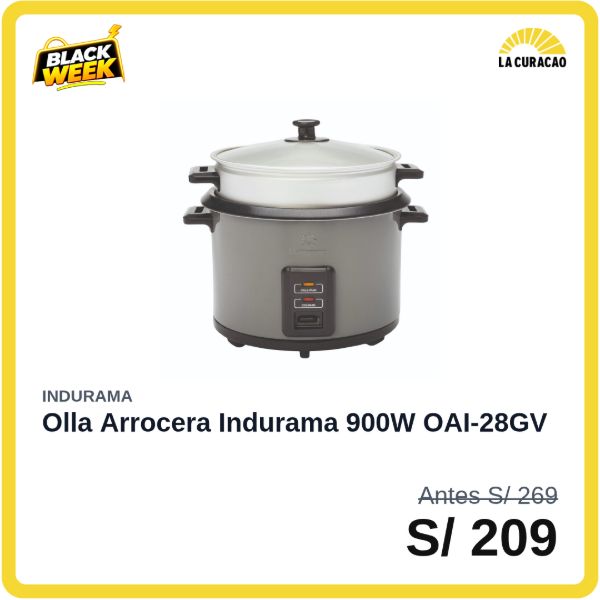 BLACK
WEEK
LA CURACAO
INDURAMA
Olla Arrocera Indurama 900W OAI-28GV
Antes S/ 269
S/ 209